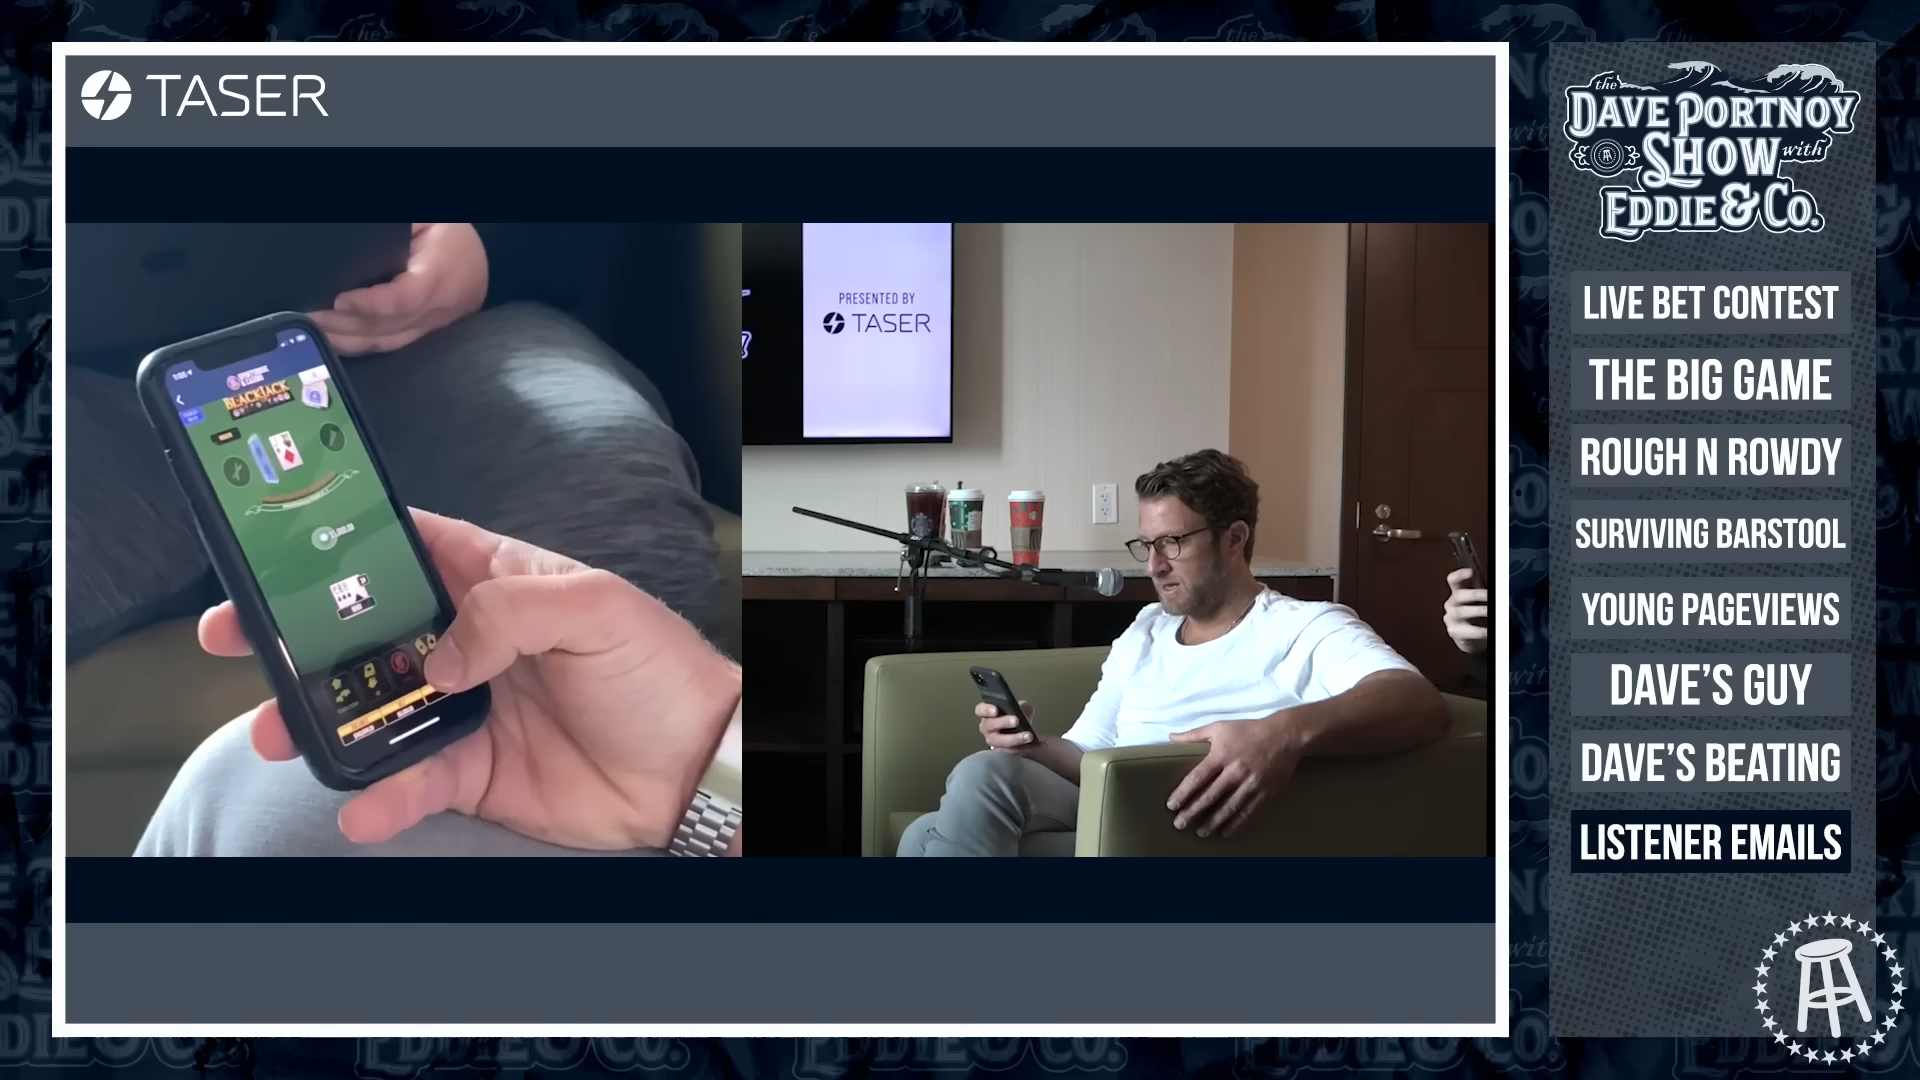 TASER
PRESENTED BY
TASER
BLACKJACK
the
DAVE PORTNOY
SHOW with
EDDIE & CO.
LIVE BET CONTEST
THE BIG GAME
ROUGH N ROWDY
SURVIVING BARSTOOL
YOUNG PAGEVIEWS
DAVE'S GUY
DAVE'S BEATING
LISTENER EMAILS